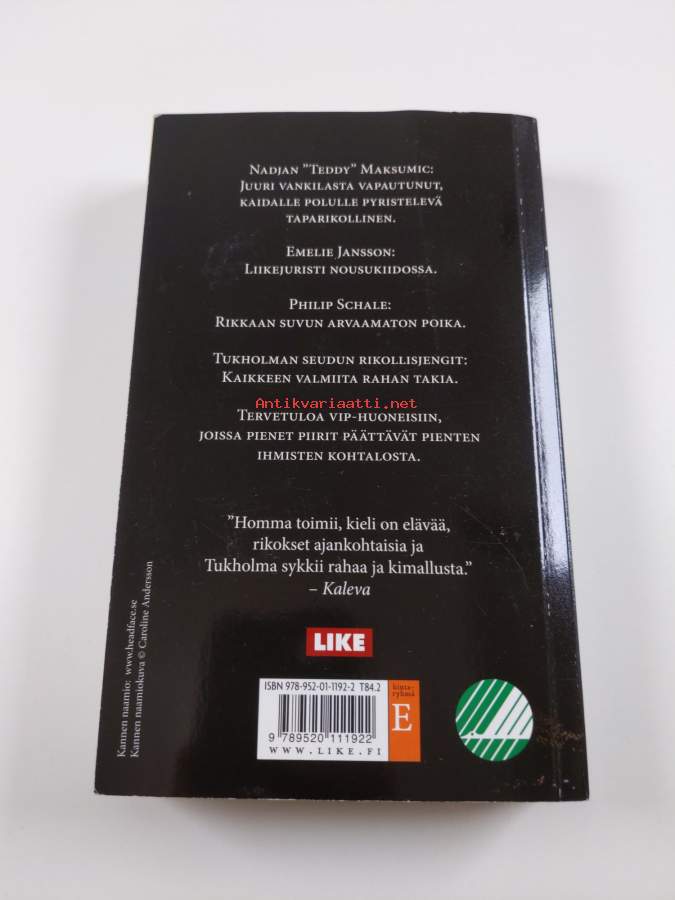 Nadjan ”Teddy” Maksumic:
Juuri vankilasta vapautunut,
kaidalle polulle pyristelevä
taparikollinen.
Emelie Jansson:
Liikejuristi nousukiidossa.
Philip Schale:
Rikkaan suvun arvaamaton poika.
Tukholman seudun rikollisjengit:
Kaikkeen valmiita rahan takia.
Antikvariaatti.net
Tervetuloa vip-huoneisiin,
joissa pienet piirit päättävät pienten
ihmisten kohtalosta.
”Homma toimii, kieli on elävää,
rikokset ajankohtaisia ja
Tukholma sykkii rahaa ja kimallusta.”
– Kaleva
LIKE
ISBN 978-952-01-1192-2 T84.2
9 789520 111922
WWW.LIKE.FI
hinta-
ryhmä
E
Kannen naamio: www.headface.se
Kannen naamiokuva © Caroline Andersson